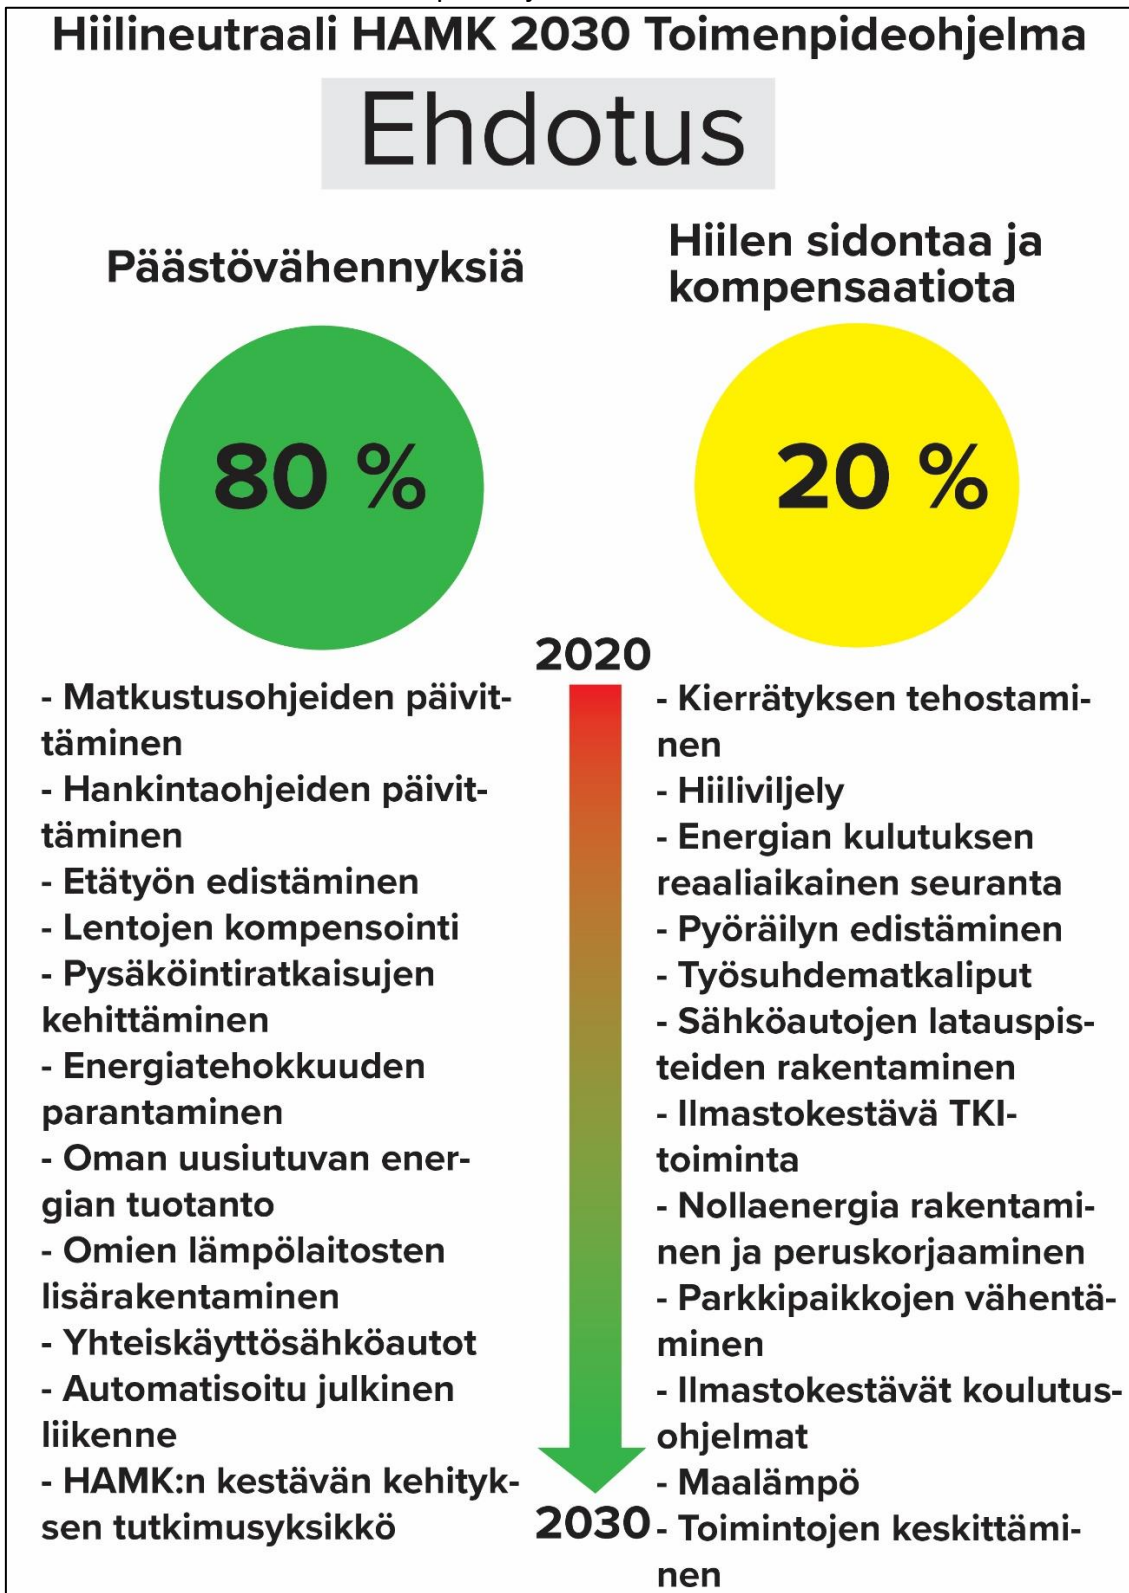 Hiilineutraali HAMK 2030 Toimenpideohjelma
Ehdotus
Päästövähennyksiä
80 %
Hiilen sidontaa ja
kompensaatiota
20 %
2020
- Matkustusohjeiden päivit-
täminen
- Hankintaohjeiden päivit-
täminen
- Etätyön edistäminen
- Lentojen kompensointi
- Pysäköintiratkaisujen
kehittäminen
- Energiatehokkuuden
parantaminen
- Oman uusiutuvan ener-
gian tuotanto
- Omien lämpölaitosten
lisärakentaminen
- Yhteiskäyttösähköautot
- Automatisoitu julkinen
liikenne
- HAMK:n kestävän kehityk-
sen tutkimusyksikkö
- Kierrätyksen tehostami-
nen
- Hiiliviljely
- Energian kulutuksen
reaaliaikainen seuranta
- Pyöräilyn edistäminen
- Työsuhdematkaliput
- Sähköautojen latauspis-
teiden rakentaminen
- Ilmastokestävä TKI-
toiminta
- Nollaenergia rakentami-
nen ja peruskorjaaminen
- Parkkipaikkojen vähentä-
minen
- Ilmastokestävät koulutus-
ohjelmat
- Maalämpö
- Toimintojen keskittämi-
nen
2030